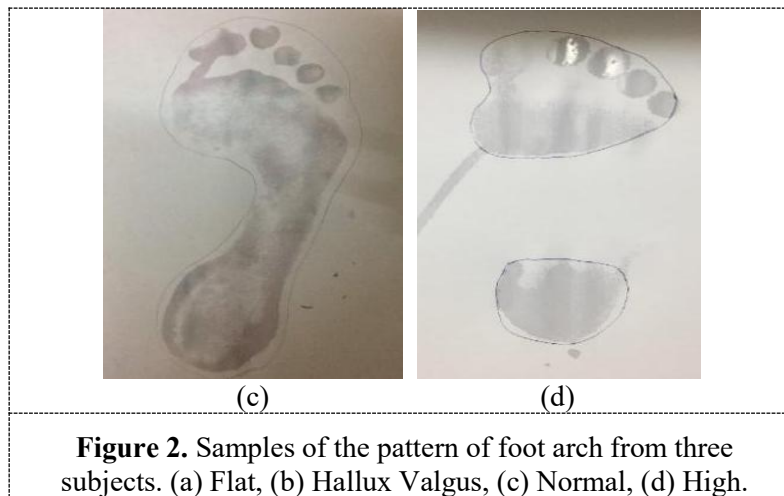 (c) (d)
Figure 2. Samples of the pattern of foot arch from three
subjects. (a) Flat, (b) Hallux Valgus, (c) Normal, (d) High.